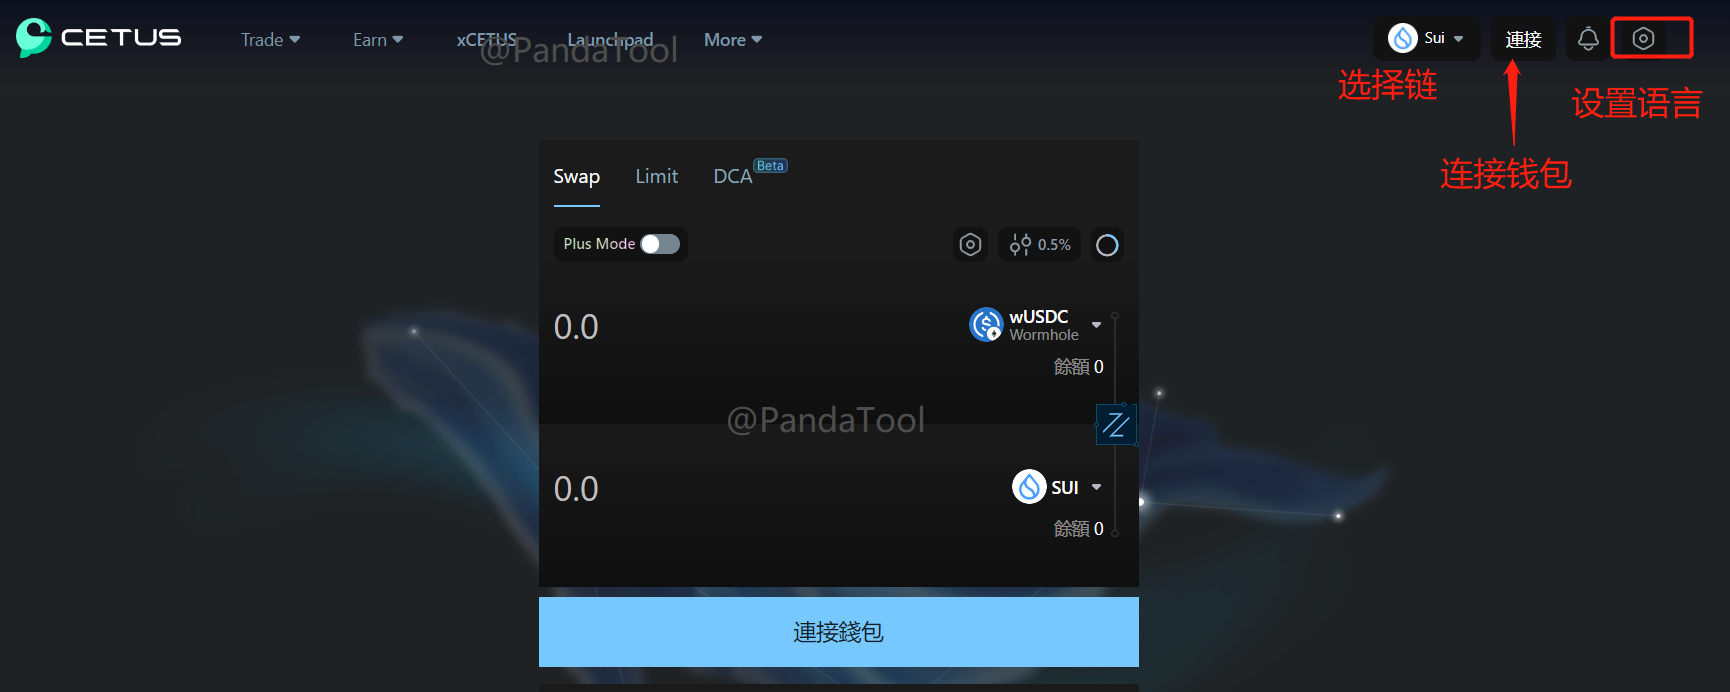 CETUS
Trade
Earn
xCETUS
Launchpad
More
@PandaTool
Sui
連接
选择链
设置语言
连接钱包
Swap
Limit
DCA
Beta
Plus Mode
0.5%
0.0
wUSDC
Wormhole
餘額 0
@PandaTool
0.0
SUI
餘額 0
連接錢包